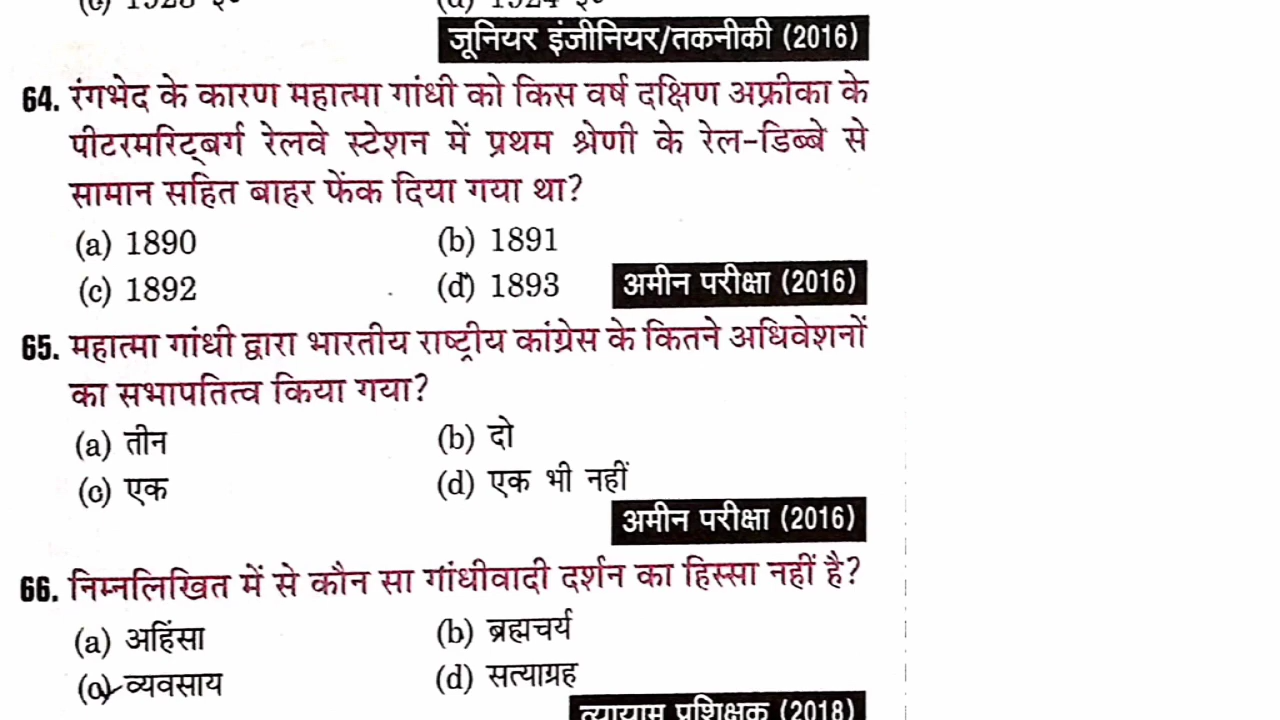 जूनियर इंजीनियर/तकनीकी (2016)
64. रंगभेद के कारण महात्मा गांधी को किस वर्ष दक्षिण अफ्रीका के
पीटरमरिट्बर्ग रेलवे स्टेशन में प्रथम श्रेणी के रेल-डिब्बे से
सामान सहित बाहर फेंक दिया गया था?
(a) 1890 (b) 1891
(c) 1892 (d) 1893 अमीन परीक्षा (2016)
65. महात्मा गांधी द्वारा भारतीय राष्ट्रीय कांग्रेस के कितने अधिवेशनों
का सभापतित्व किया गया?
(a) तीन (b) दो
(c) एक (d) एक भी नहीं
अमीन परीक्षा (2016)
66. निम्नलिखित में से कौन सा गांधीवादी दर्शन का हिस्सा नहीं है?
(a) अहिंसा (b) ब्रह्मचर्य
(c) व्यवसाय (d) सत्याग्रह
व्यायाम प्रशिक्षक (2018)